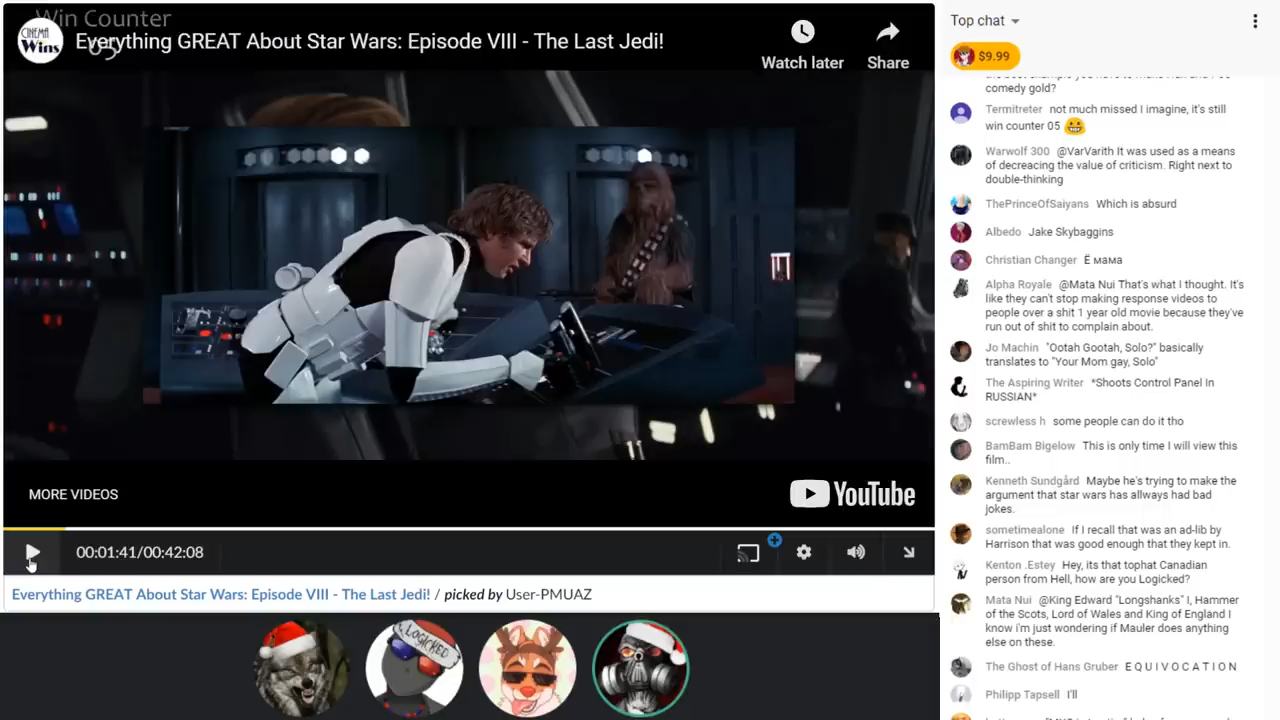 Win Counter
05
CINEMA
Wins
Everything GREAT About Star Wars: Episode VIII - The Last Jedi!
Watch later
Share
MORE VIDEOS
YouTube
00:01:41/00:42:08
Everything GREAT About Star Wars: Episode VIII - The Last Jedi! / picked by User-PMUAZ
LOGICKED
Top chat
$9.99
comedy gold?
Termitreter not much missed I imagine, it's still
win counter 05 😀
Warwolf 300 @VarVarith It was used as a means
of decreacing the value of criticism. Right next to
double-thinking
ThePrinceOfSaiyans Which is absurd
Albedo Jake Skybaggins
Christian Changer Ё мама
Alpha Royale @Mata Nui That's what I thought. It's
like they can't stop making response videos to
people over a shit 1 year old movie because they've
run out of shit to complain about.
Jo Machin "Ootah Gootah, Solo?" basically
translates to "Your Mom gay, Solo"
The Aspiring Writer *Shoots Control Panel In
RUSSIAN*
screwless h some people can do it tho
BamBam Bigelow This is only time I will view this
film..
Kenneth Sundgård Maybe he's trying to make the
argument that star wars has allways had bad
jokes.
sometimealone If I recall that was an ad-lib by
Harrison that was good enough that they kept in.
Kenton .Estey Hey, its that tophat Canadian
person from Hell, how are you Logicked?
Mata Nui @King Edward "Longshanks" I, Hammer
of the Scots, Lord of Wales and King of England I
know i'm just wondering if Mauler does anything
else on these.
The Ghost of Hans Gruber E Q U I V O C A T I O N
Philipp Tapsell I'll